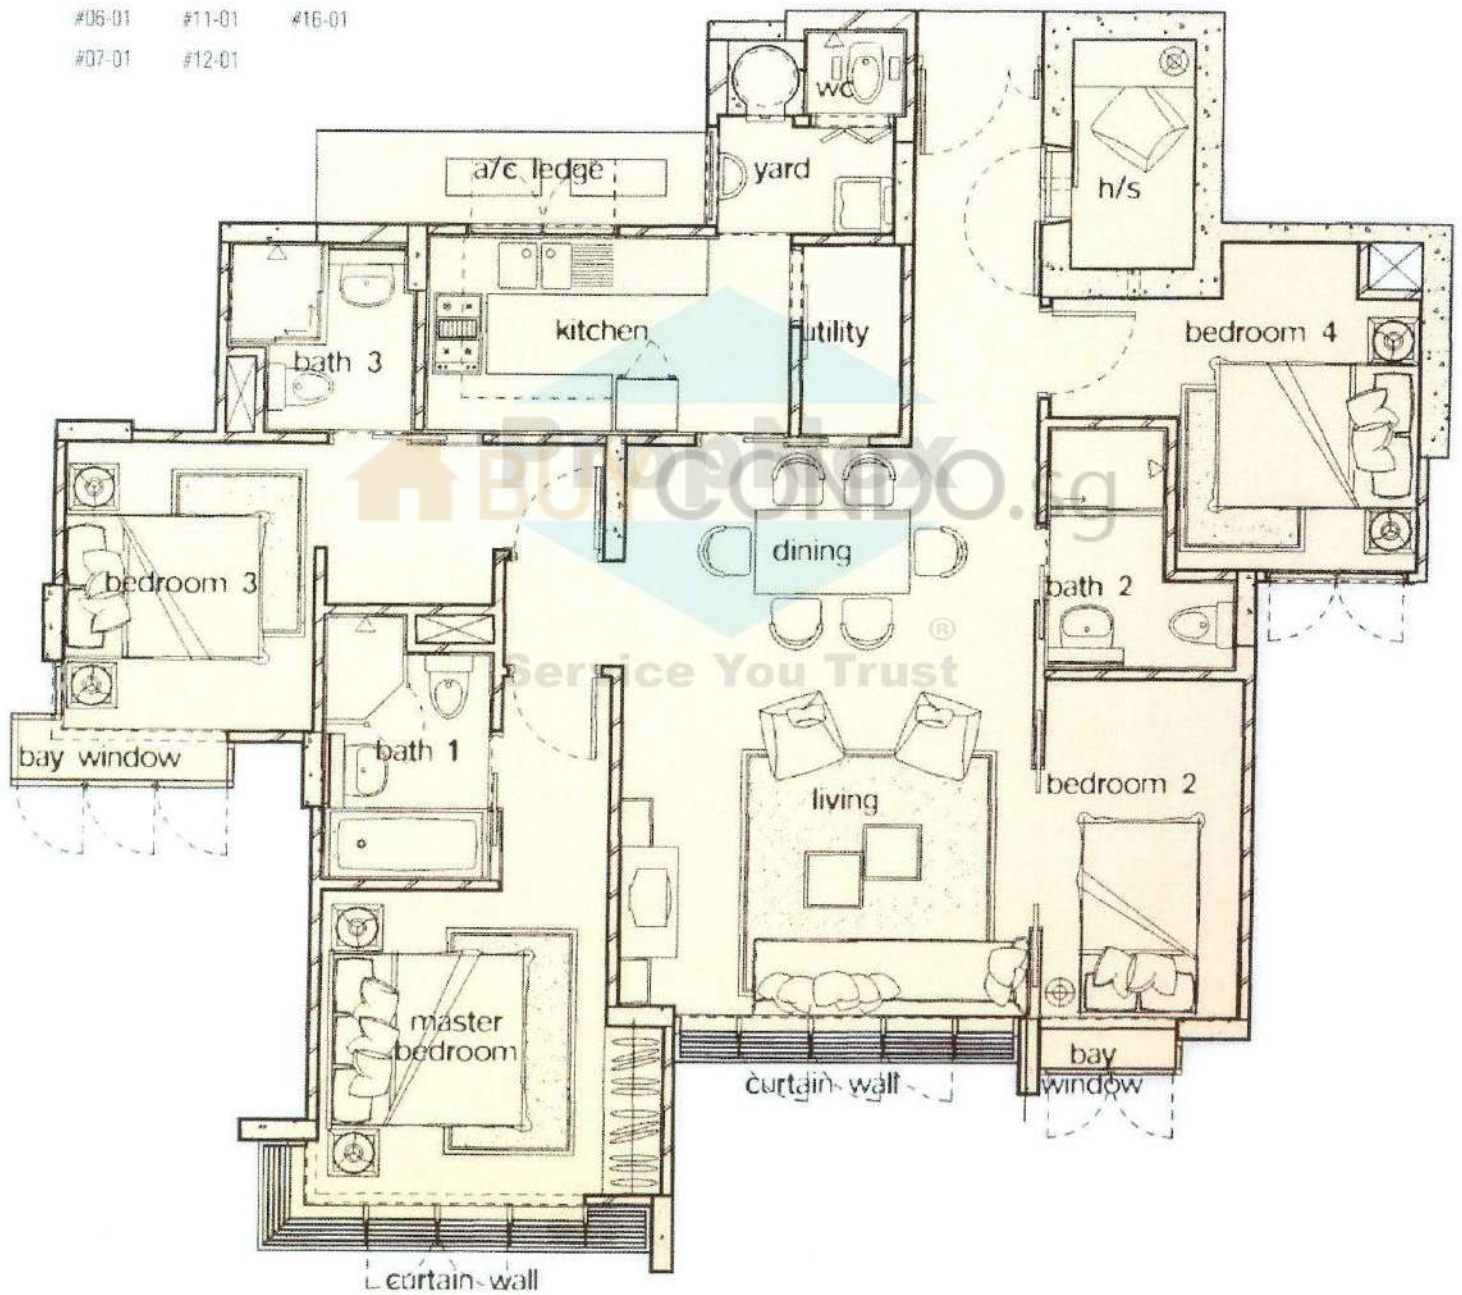 #06-01 #11-01 #16-01
#07-01 #12-01
wc
a/c ledge
yard
h/s
kitchen
utility
bedroom 4
bath 3
PropNex
BUYCONDO.sg
dining
bedroom 3
bath 2
®
Service You Trust
bay window
bath 1
living
bedroom 2
master
bedroom
curtain wall
bay
window
curtain wall